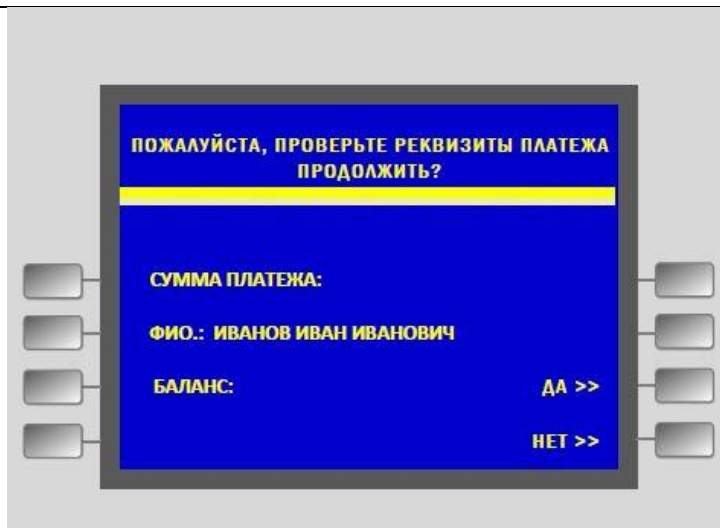 ПОЖАЛУЙСТА, ПРОВЕРЬТЕ РЕКВИЗИТЫ ПЛАТЕЖА
ПРОДОЛЖИТЬ?
СУММА ПЛАТЕЖА:
ФИО.: ИВАНОВ ИВАН ИВАНОВИЧ
БАЛАНС: ДА >>
НЕТ >>